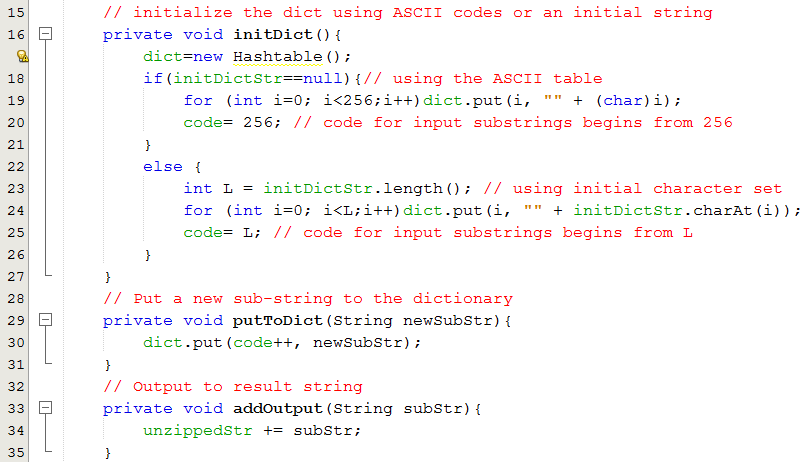 15 // initialize the dict using ASCII codes or an initial string
16 private void initDict(){
dict=new Hashtable();
18 if(initDictStr==null){// using the ASCII table
19 for (int i=0; i<256;i++)dict.put(i, "" + (char)i);
20 code= 256; // code for input substrings begins from 256
21 }
22 else {
23 int L = initDictStr.length(); // using initial character set
24 for (int i=0; i<L;i++)dict.put(i, "" + initDictStr.charAt(i));
25 code= L; // code for input substrings begins from L
26 }
27 }
28 // Put a new sub-string to the dictionary
29 private void putToDict(String newSubStr){
30 dict.put(code++, newSubStr);
31 }
32 // Output to result string
33 private void addOutput(String subStr){
34 unzippedStr += subStr;
35 }